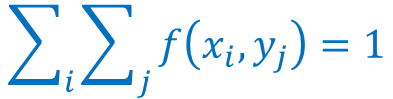 ∑ᵢ ∑ⱼ f(xᵢ, yⱼ) = 1